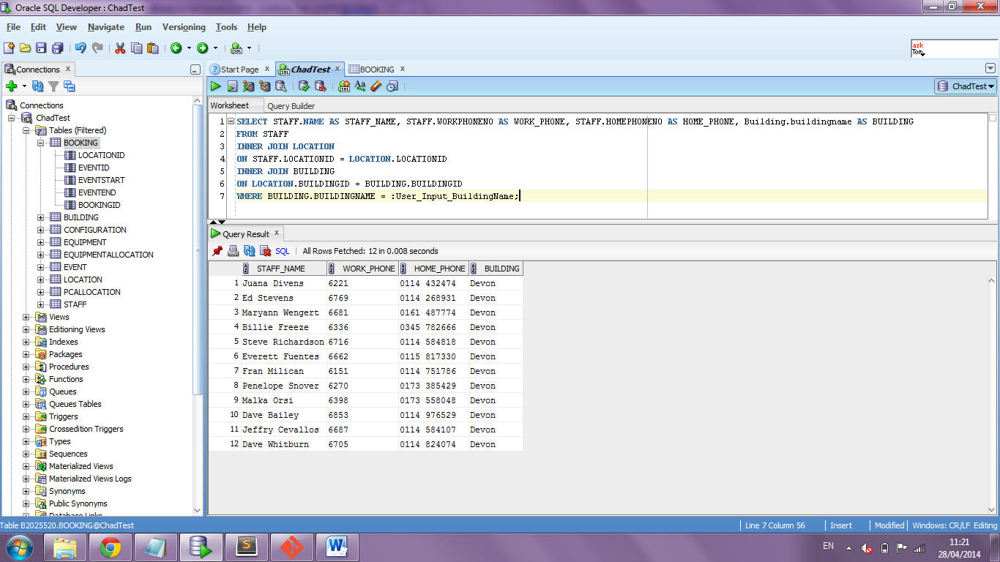 Oracle SQL Developer : ChadTest
File Edit View Navigate Run Versioning Tools Help
ask
Tom
Connections
Start Page
ChadTest
BOOKING
ChadTest
Worksheet
Query Builder
Connections
ChadTest
Tables (Filtered)
BOOKING
LOCATIONID
EVENTID
EVENTSTART
EVENTEND
BOOKINGID
BUILDING
CONFIGURATION
EQUIPMENT
EQUIPMENTALLOCATION
EVENT
LOCATION
PCALLOCATION
STAFF
Views
Editioning Views
Indexes
Packages
Procedures
Functions
Queues
Queues Tables
Triggers
Crossedition Triggers
Types
Sequences
Materialized Views
Materialized Views Logs
Synonyms
Public Synonyms
Database Links
1 SELECT STAFF.NAME AS STAFF_NAME, STAFF.WORKPHONENO AS WORK_PHONE, STAFF.HOMEPHONENO AS HOME_PHONE, Building.buildingname AS BUILDING
2 FROM STAFF
3 INNER JOIN LOCATION
4 ON STAFF.LOCATIONID = LOCATION.LOCATIONID
5 INNER JOIN BUILDING
6 ON LOCATION.BUILDINGID = BUILDING.BUILDINGID
7 WHERE BUILDING.BUILDINGNAME = :User_Input_BuildingName;
Query Result
SQL All Rows Fetched: 12 in 0.008 seconds
STAFF_NAME WORK_PHONE HOME_PHONE BUILDING
1 Juana Divens 6221 0114 432474 Devon
2 Ed Stevens 6769 0114 268931 Devon
3 Maryann Wengert 6681 0161 487774 Devon
4 Billie Freeze 6336 0345 782666 Devon
5 Steve Richardson 6716 0114 584818 Devon
6 Everett Fuentes 6662 0115 817330 Devon
7 Fran Milican 6151 0114 751786 Devon
8 Penelope Snover 6270 0173 385429 Devon
9 Malka Orsi 6398 0173 558048 Devon
10 Dave Bailey 6853 0114 976529 Devon
11 Jeffry Cevallos 6687 0114 584107 Devon
12 Dave Whitburn 6705 0114 824074 Devon
Table B2025520.BOOKING@ChadTest
Line 7 Column 56 Insert Modified Windows: CR/LF Editing
EN
11:21
28/04/2014